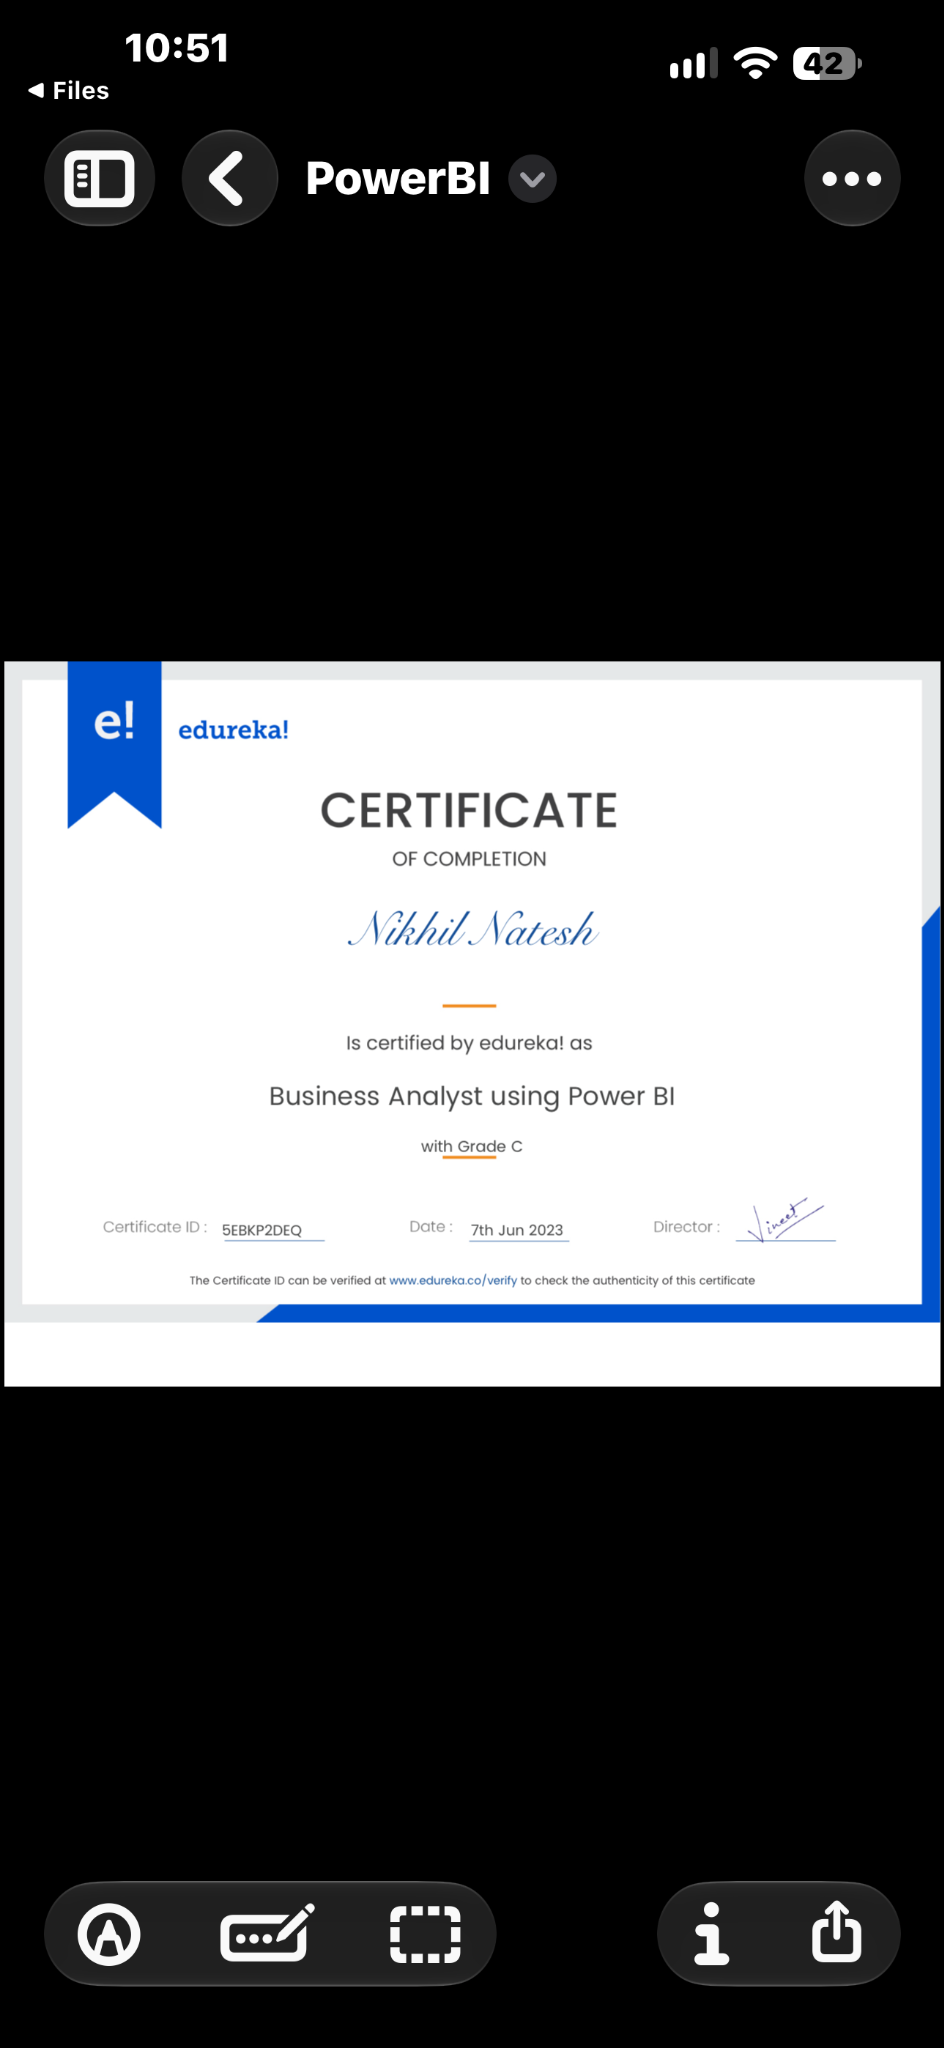 10:51
42
Files
PowerBI
e!
edureka!
CERTIFICATE
OF COMPLETION
Nikhil Natesh
Is certified by edureka! as
Business Analyst using Power BI
with Grade C
Certificate ID : 5EBKP2DEQ Date : 7th Jun 2023 Director : Vineet
The Certificate ID can be verified at www.edureka.co/verify to check the authenticity of this certificate